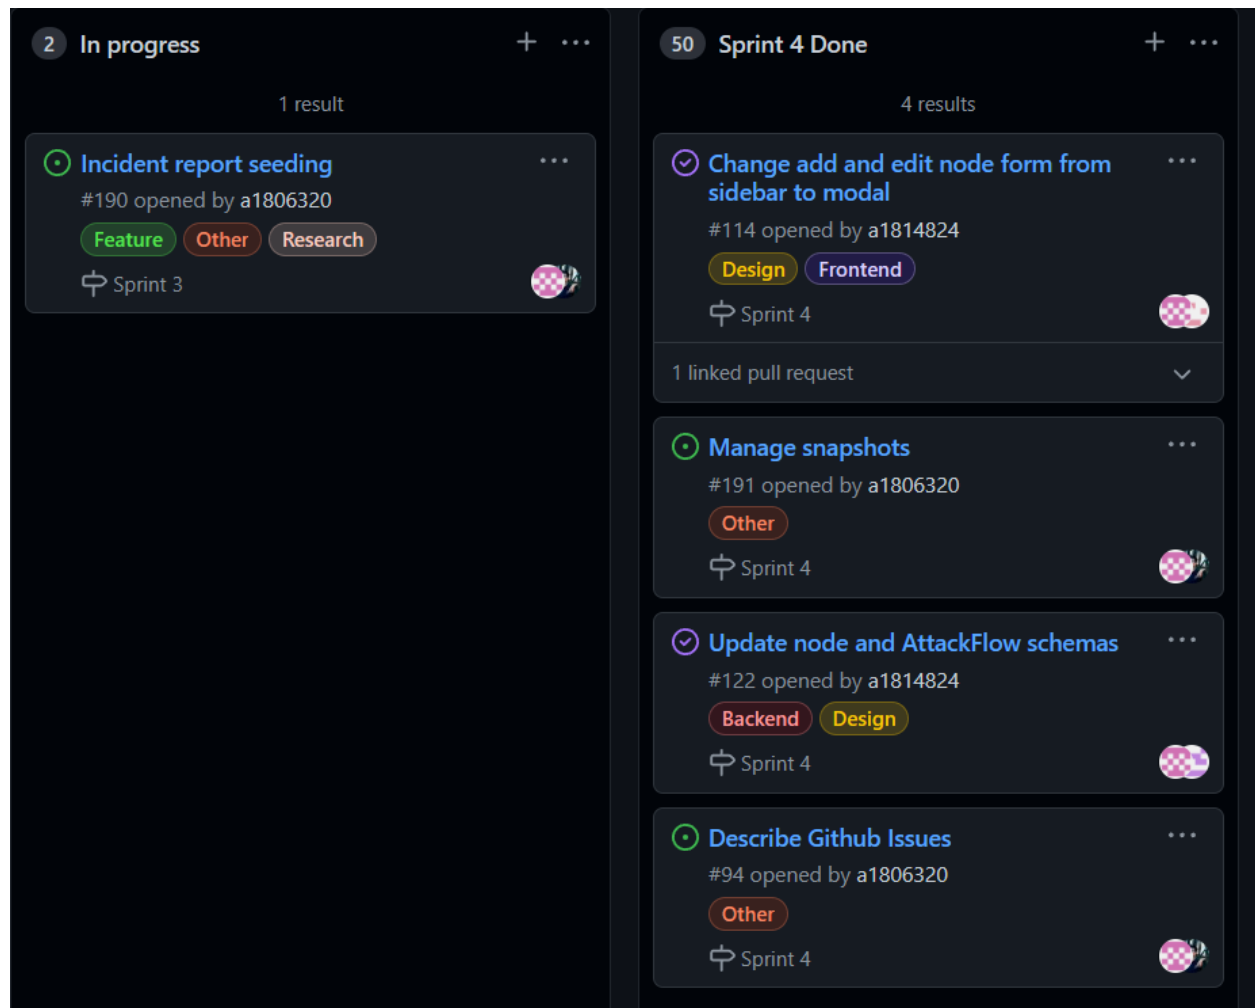 2 In progress
1 result
Incident report seeding
#190 opened by a1806320
Feature Other Research
Sprint 3
50 Sprint 4 Done
4 results
Change add and edit node form from
sidebar to modal
#114 opened by a1814824
Design Frontend
Sprint 4
1 linked pull request
Manage snapshots
#191 opened by a1806320
Other
Sprint 4
Update node and AttackFlow schemas
#122 opened by a1814824
Backend Design
Sprint 4
Describe Github Issues
#94 opened by a1806320
Other
Sprint 4